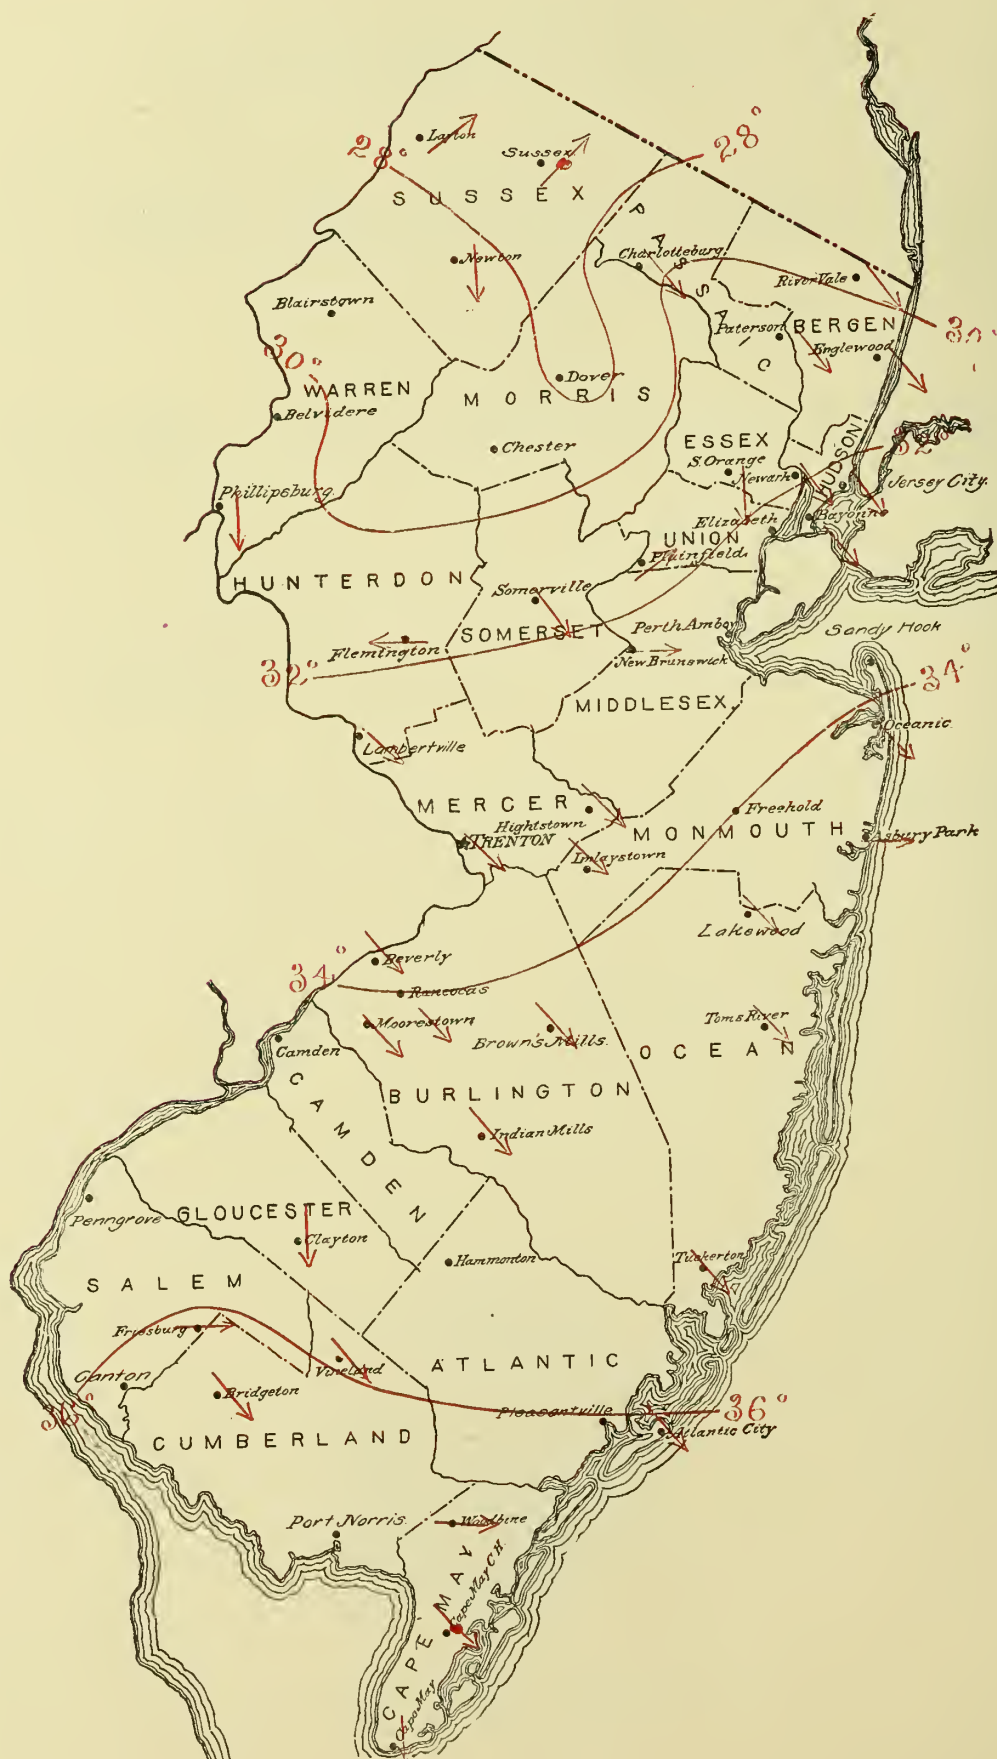 Layton
28°
28°
Sussex
SUSSEX
PASSAIC
Newton
Charlotteburg
River Vale
Blairstown
30°
Paterson
BERGEN
Englewood
30°
WARREN
Dover
MORRIS
Belvidere
HUDSON
32°
Chester
ESSEX
S. Orange
Newark
Jersey City.
Phillipsburg.
Elizabeth
Bayonne
UNION
Plainfield.
HUNTERDON
Somerville
SOMERSET
Perth Amboy
Sandy Hook
Flemington
New Brunswick
32°
34°
MIDDLESEX.
Oceanic.
Lambertville
MERCER
Freehold
Hightstown
MONMOUTH
Asbury Park
TRENTON
Imlaystown
Lakewood
Beverly
34°
Rancocas
Moorestown
Toms River
Brown's Mills.
Camden
OCEAN
CAMDEN
BURLINGTON
Indian Mills
Penngrove
GLOUCESTER
Clayton
Hammonton
Tuckerton
SALEM
Friesburg
Vineland
ATLANTIC
Canton
Bridgeton
36°
Pleasantville
36°
Atlantic City
CUMBERLAND
Port Norris.
Woodbine
CAPE MAY
Cape May C.H.
Cape May